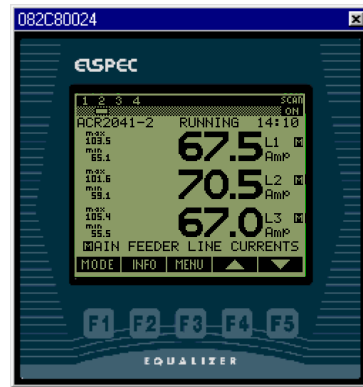 082C80024
ELSPEC
1 2 3 4 SCAN
ON
ACR2041-2 RUNNING 14:10
max 103.5
min 65.1
67.5 L1 M
Amp
max 101.6
min 59.1
70.5 L2 M
Amp
max 105.4
min 55.5
67.0 L3 M
Amp
MAIN FEEDER LINE CURRENTS
MODE INFO MENU
F1 F2 F3 F4 F5
EQUALIZER